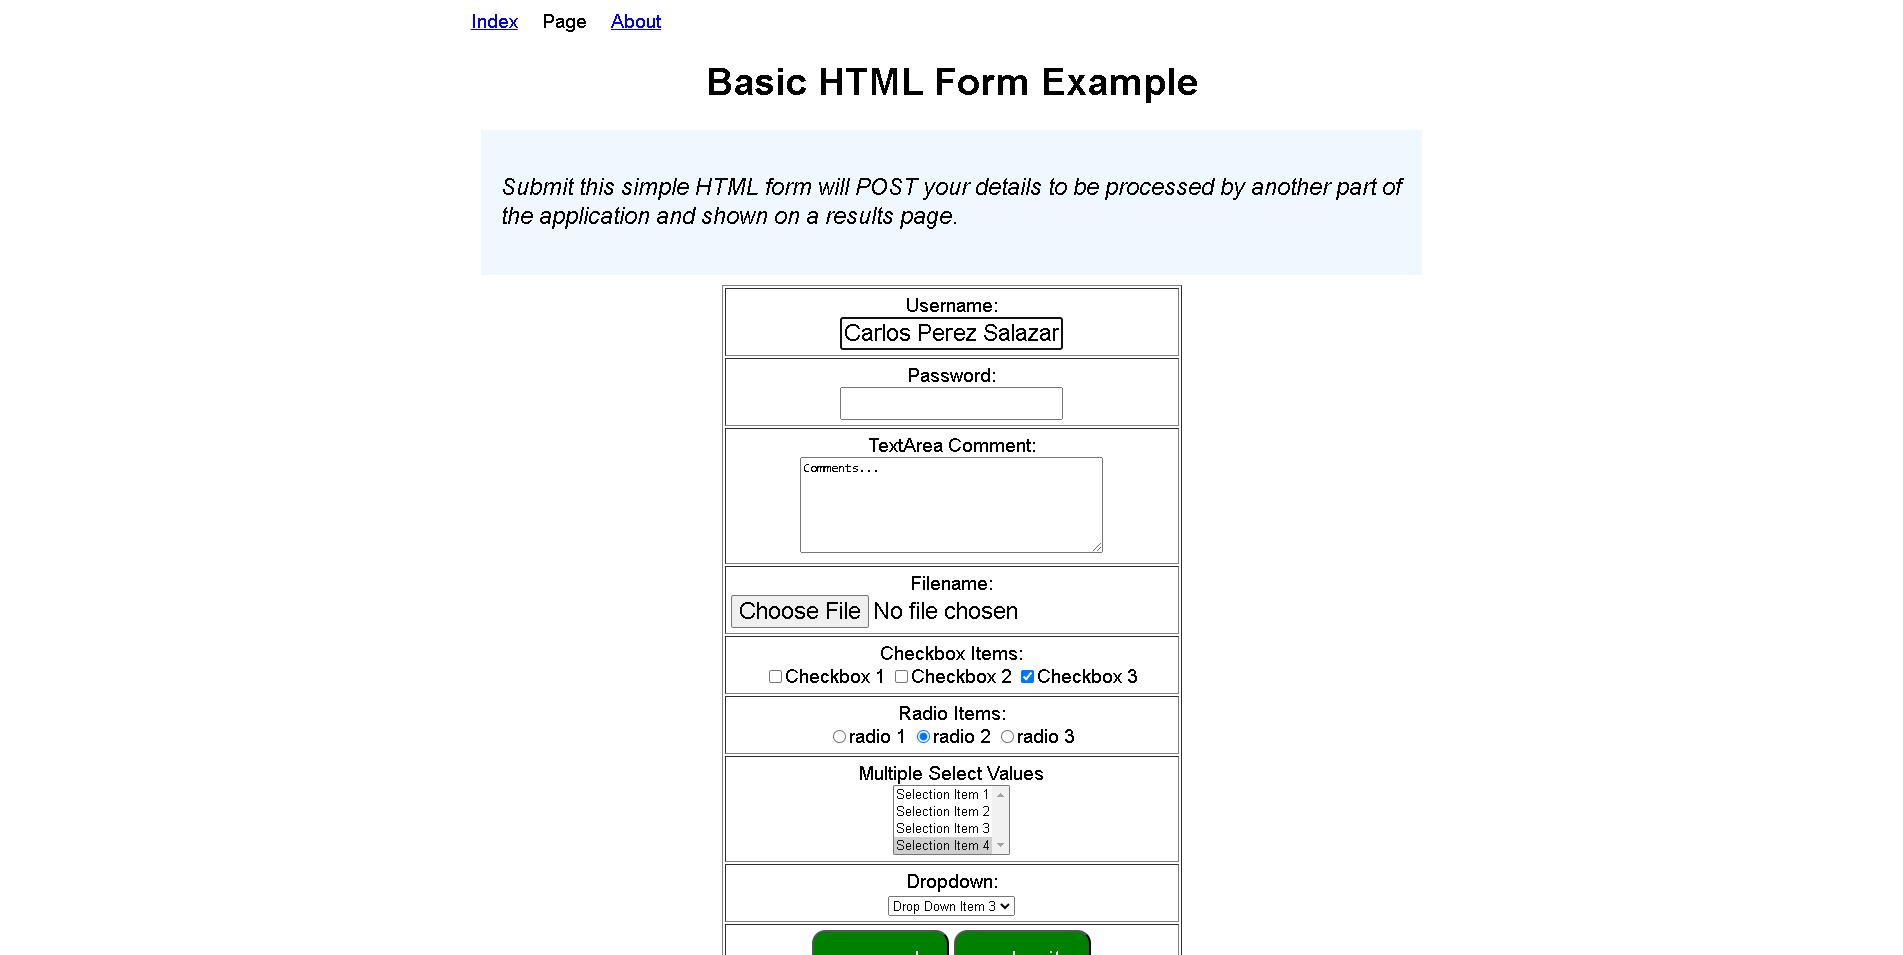 Index Page About
Basic HTML Form Example
Submit this simple HTML form will POST your details to be processed by another part of
the application and shown on a results page.
Username:
Carlos Perez Salazar
Password:
TextArea Comment:
Comments...
Filename:
Choose File No file chosen
Checkbox Items:
Checkbox 1 Checkbox 2 Checkbox 3
Radio Items:
radio 1 radio 2 radio 3
Multiple Select Values
Selection Item 1
Selection Item 2
Selection Item 3
Selection Item 4
Dropdown:
Drop Down Item 3